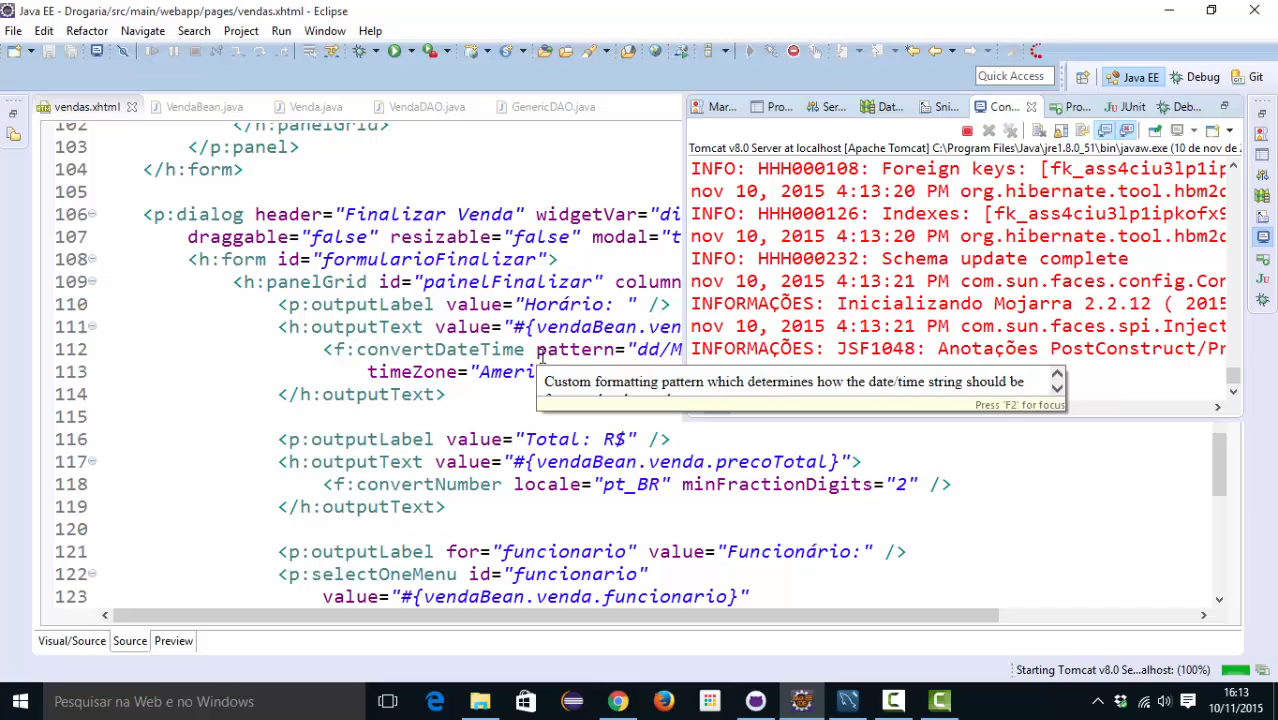 Java EE - Drogaria/src/main/webapp/pages/vendas.xhtml - Eclipse
File Edit Refactor Navigate Search Project Run Window Help
Quick Access
Java EE Debug Git
vendas.xhtml VendaBean.java Venda.java VendaDAO.java GenericDAO.java
Mar... Pro... Ser... Dat... Sni... Con... Pro... JUnit Deb...
Tomcat v8.0 Server at localhost [Apache Tomcat] C:\Program Files\Java\jre1.8.0_51\bin\javaw.exe (10 de nov de
102 </h:panelGrid>
103 </p:panel>
104 </h:form>
105
106 <p:dialog header="Finalizar Venda" widgetVar="di
107 draggable="false" resizable="false" modal="t
108 <h:form id="formularioFinalizar">
109 <h:panelGrid id="painelFinalizar" column
110 <p:outputLabel value="Horário: " />
111 <h:outputText value="#{vendaBean.ven
112 <f:convertDateTime pattern="dd/M
113 timeZone="Ameri
114 </h:outputText>
115
116 <p:outputLabel value="Total: R$" />
117 <h:outputText value="#{vendaBean.venda.precoTotal}">
118 <f:convertNumber locale="pt_BR" minFractionDigits="2" />
119 </h:outputText>
120
121 <p:outputLabel for="funcionario" value="Funcionário:" />
122 <p:selectOneMenu id="funcionario"
123 value="#{vendaBean.venda.funcionario}"
INFO: HHH000108: Foreign keys: [fk_ass4ciu3lp1ip
nov 10, 2015 4:13:20 PM org.hibernate.tool.hbm2d
INFO: HHH000126: Indexes: [fk_ass4ciu3lp1ipkofx9
nov 10, 2015 4:13:20 PM org.hibernate.tool.hbm2d
INFO: HHH000232: Schema update complete
nov 10, 2015 4:13:21 PM com.sun.faces.config.Con
INFORMAÇÕES: Inicializando Mojarra 2.2.12 ( 2015
nov 10, 2015 4:13:21 PM com.sun.faces.spi.Inject
INFORMAÇÕES: JSF1048: Anotações PostConstruct/Pr
Custom formatting pattern which determines how the date/time string should be
Press 'F2' for focus
Visual/Source Source Preview
Starting Tomcat v8.0 Se...alhost: (100%)
Pesquisar na Web e no Windows
16:13
10/11/2015